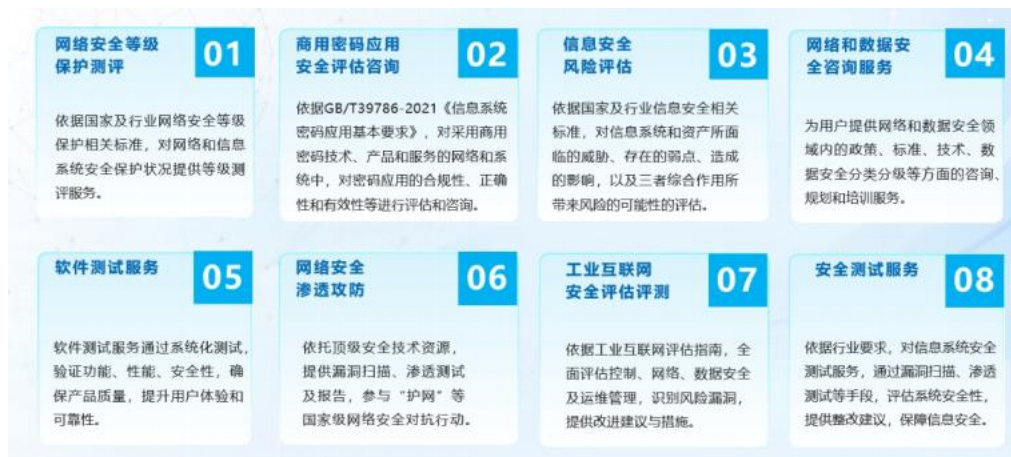 网络安全等级
保护测评
01
依据国家及行业网络安全等级
保护相关标准，对网络和信息
系统安全保护状况提供等级测
评服务。
商用密码应用
安全评估咨询
02
依据GB/T39786-2021《信息系统
密码应用基本要求》，对采用商用
密码技术、产品和服务的网络和系
统中，对密码应用的合规性、正确
性和有效性等进行评估和咨询。
信息安全
风险评估
03
依据国家及行业信息安全相关
标准，对信息系统和资产所面
临的威胁、存在的弱点、造成
的影响，以及三者综合作用所
带来风险的可能性的评估。
网络和数据安
全咨询服务
04
为用户提供网络和数据安全领
域内的政策、标准、技术、数
据安全分类分级等方面的咨询、
规划和培训服务。
软件测试服务
05
软件测试服务通过系统化测试，
验证功能、性能、安全性，确
保产品质量，提升用户体验和
可靠性。
网络安全
渗透攻防
06
依托顶级安全技术资源，
提供漏洞扫描、渗透测试
及报告，参与“护网”等
国家级网络安全对抗行动。
工业互联网
安全评估评测
07
依据工业互联网评估指南，全
面评估控制、网络、数据安全
及运维管理，识别风险漏洞，
提供改进建议与措施。
安全测试服务
08
依据行业要求，对信息系统安全
测试服务，通过漏洞扫描、渗透
测试等手段，评估系统安全性，
提供整改建议，保障信息安全。